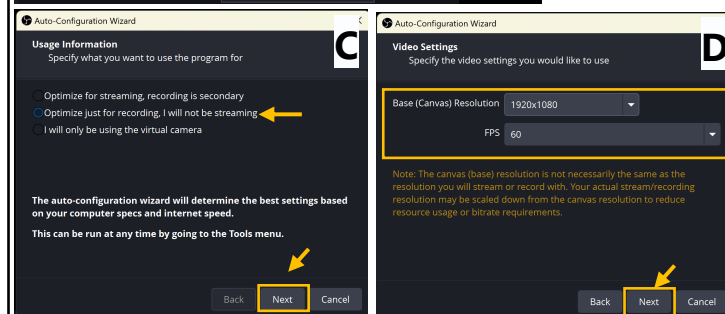 Auto-Configuration Wizard
C
Usage Information
Specify what you want to use the program for
Optimize for streaming, recording is secondary
Optimize just for recording, I will not be streaming
I will only be using the virtual camera
The auto-configuration wizard will determine the best settings based
on your computer specs and internet speed.
This can be run at any time by going to the Tools menu.
Back Next Cancel
Auto-Configuration Wizard
D
Video Settings
Specify the video settings you would like to use
Base (Canvas) Resolution 1920x1080
FPS 60
Note: The canvas (base) resolution is not necessarily the same as the
resolution you will stream or record with. Your actual stream/recording
resolution may be scaled down from the canvas resolution to reduce
resource usage or bitrate requirements.
Back Next Cancel